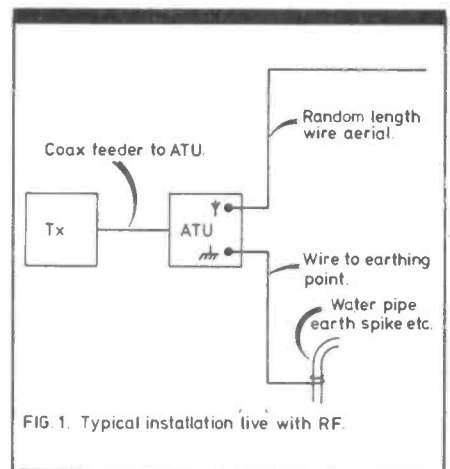 Random length
wire aerial.
Coax feeder to ATU.
Tx
ATU
Wire to earthing
point.
Water pipe
earth spike etc.
FIG. 1. Typical installation 'live' with RF.